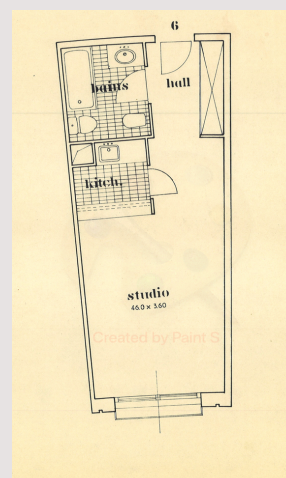 6
bains
hall
kitch.
studio
46.0 x 3.60
Created by Paint S